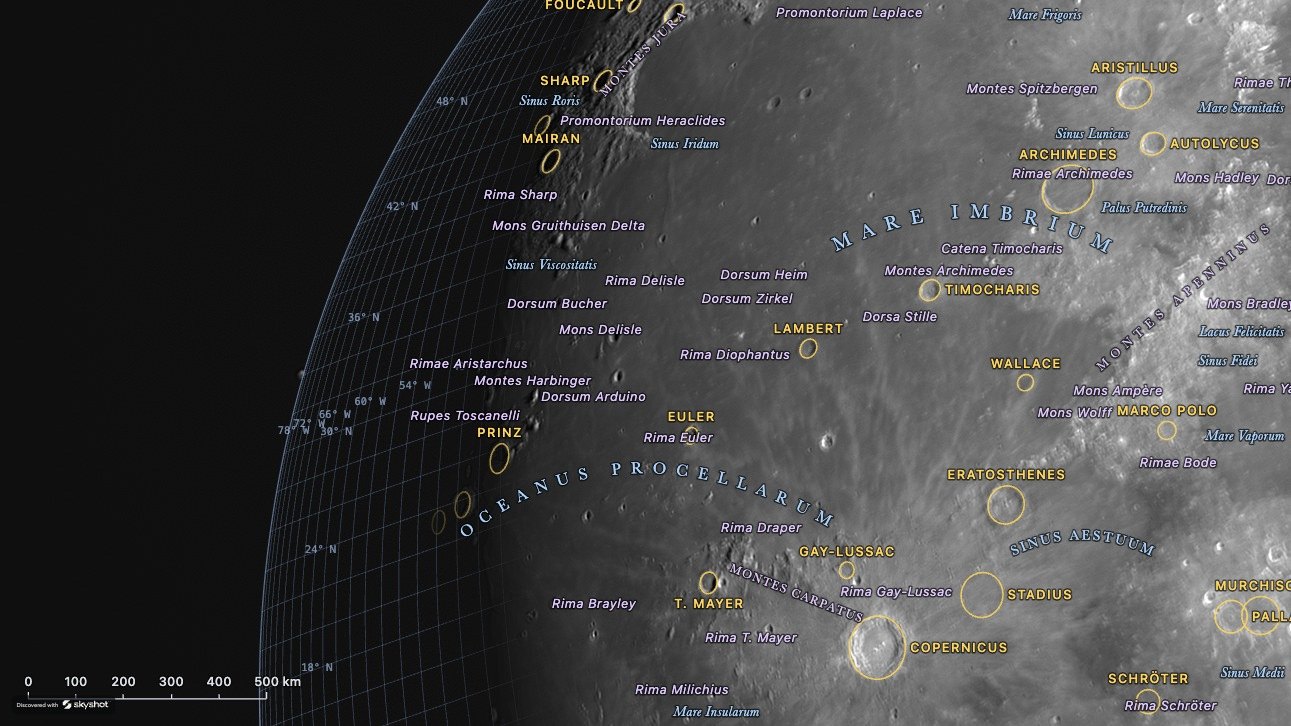 FOUCAULT
Promontorium Laplace
Mare Frigoris
MONTES JURA
SHARP
ARISTILLUS
Montes Spitzbergen
Rimae Th
48° N
Sinus Roris
Mare Serenitatis
Promontorium Heraclides
MAIRAN
Sinus Iridum
Sinus Lunicus
AUTOLYCUS
ARCHIMEDES
Rimae Archimedes
Mons Hadley
Dor
Rima Sharp
42° N
Palus Putredinis
MARE IMBRIUM
Mons Gruithuisen Delta
Catena Timocharis
Sinus Viscositatis
Rima Delisle
Dorsum Heim
Montes Archimedes
MONTES APENNINUS
TIMOCHARIS
Dorsum Bucher
Dorsum Zirkel
Mons Bradley
36° N
Dorsa Stille
Mons Delisle
LAMBERT
Lacus Felicitatis
Rimae Aristarchus
Rima Diophantus
WALLACE
Sinus Fidei
54° W
Montes Harbinger
Dorsum Arduino
Mons Ampère
Rima Ya
60° W
66° W
72° W
78° W
30° N
Rupes Toscanelli
EULER
Mons Wolff
MARCO POLO
PRINZ
Rima Euler
Mare Vaporum
Rimae Bode
OCEANUS PROCELLARUM
ERATOSTHENES
Rima Draper
24° N
GAY-LUSSAC
SINUS AESTUUM
MONTES CARPATUS
Rima Gay-Lussac
STADIUS
MURCHISO
Rima Brayley
T. MAYER
PALLA
Rima T. Mayer
COPERNICUS
18° N
Sinus Medii
SCHRÖTER
Rima Milichius
Rima Schröter
Mare Insularum
0 100 200 300 400 500 km
Discovered with skyshot